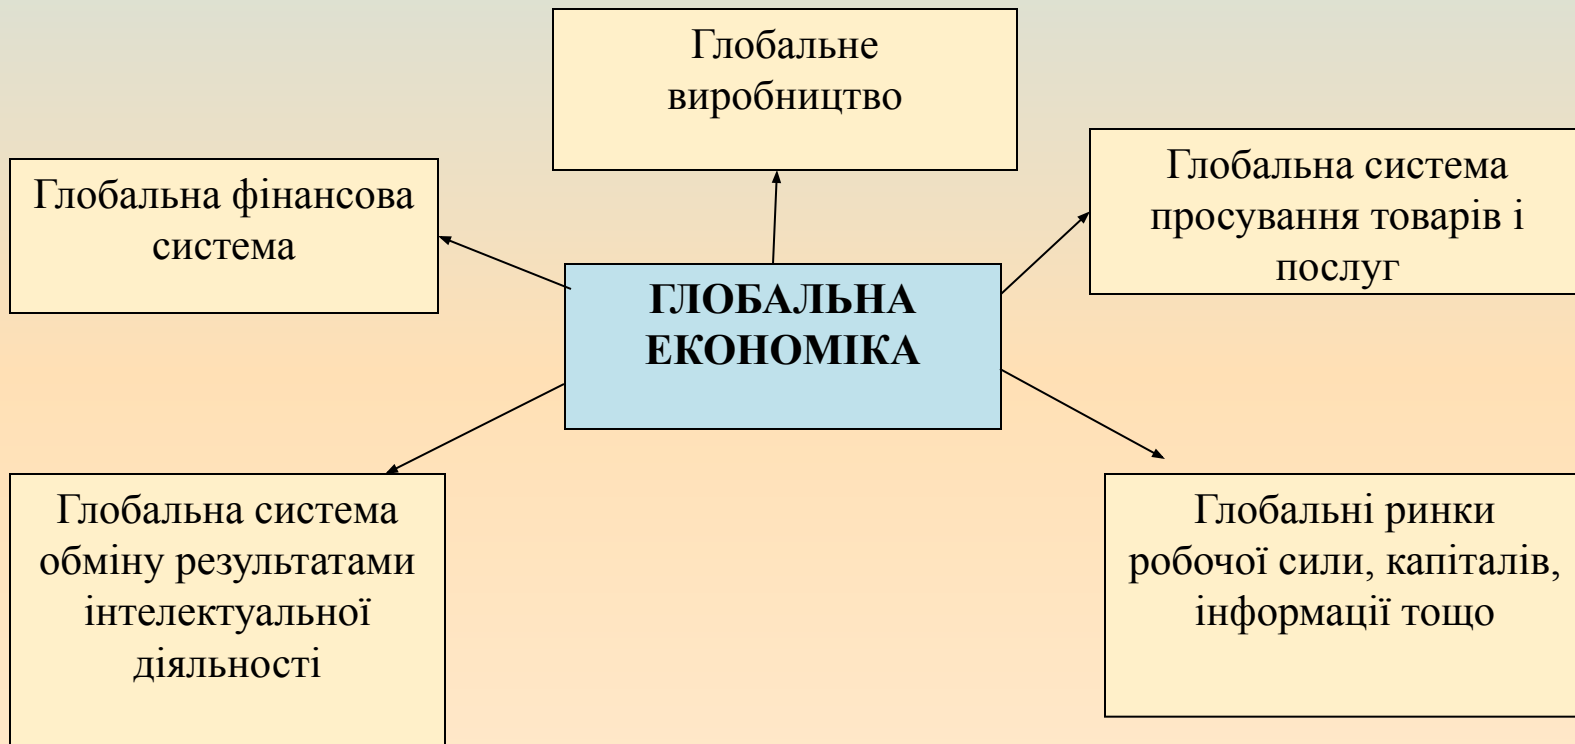 Глобальне
виробництво
Глобальна фінансова
система
Глобальна система
просування товарів і
послуг
ГЛОБАЛЬНА
ЕКОНОМІКА
Глобальна система
обміну результатами
інтелектуальної
діяльності
Глобальні ринки
робочої сили, капіталів,
інформації тощо